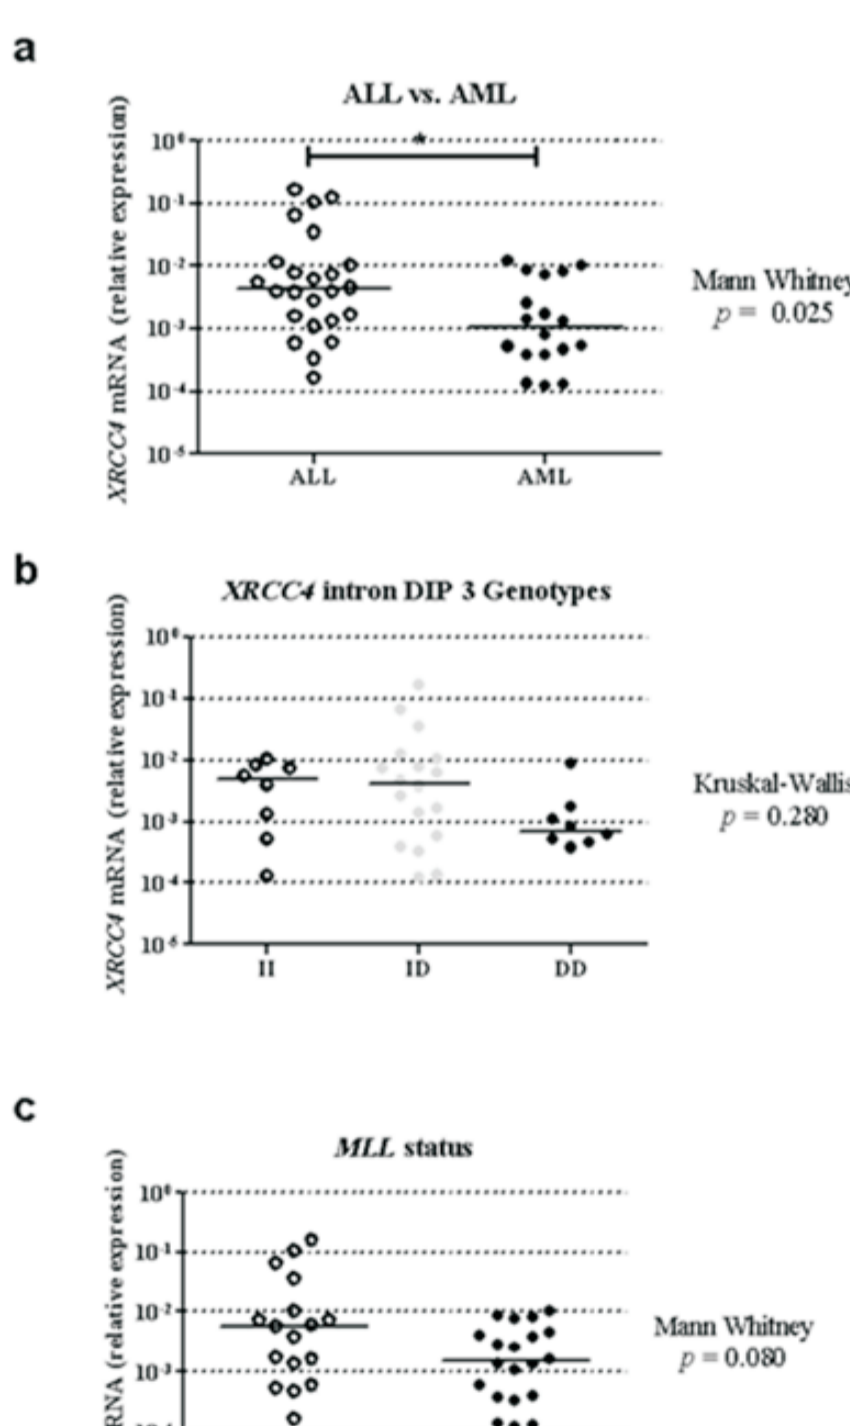 a
ALL vs. AML
XRCC4 mRNA (relative expression)
*
10⁰
10⁻¹
10⁻²
10⁻³
10⁻⁴
10⁻⁵
ALL AML
Mann Whitney
p = 0.025
b
XRCC4 intron DIP 3 Genotypes
XRCC4 mRNA (relative expression)
10⁰
10⁻¹
10⁻²
10⁻³
10⁻⁴
10⁻⁵
II ID DD
Kruskal-Wallis
p = 0.280
c
MLL status
RNA (relative expression)
10⁰
10⁻¹
10⁻²
10⁻³
Mann Whitney
p = 0.080